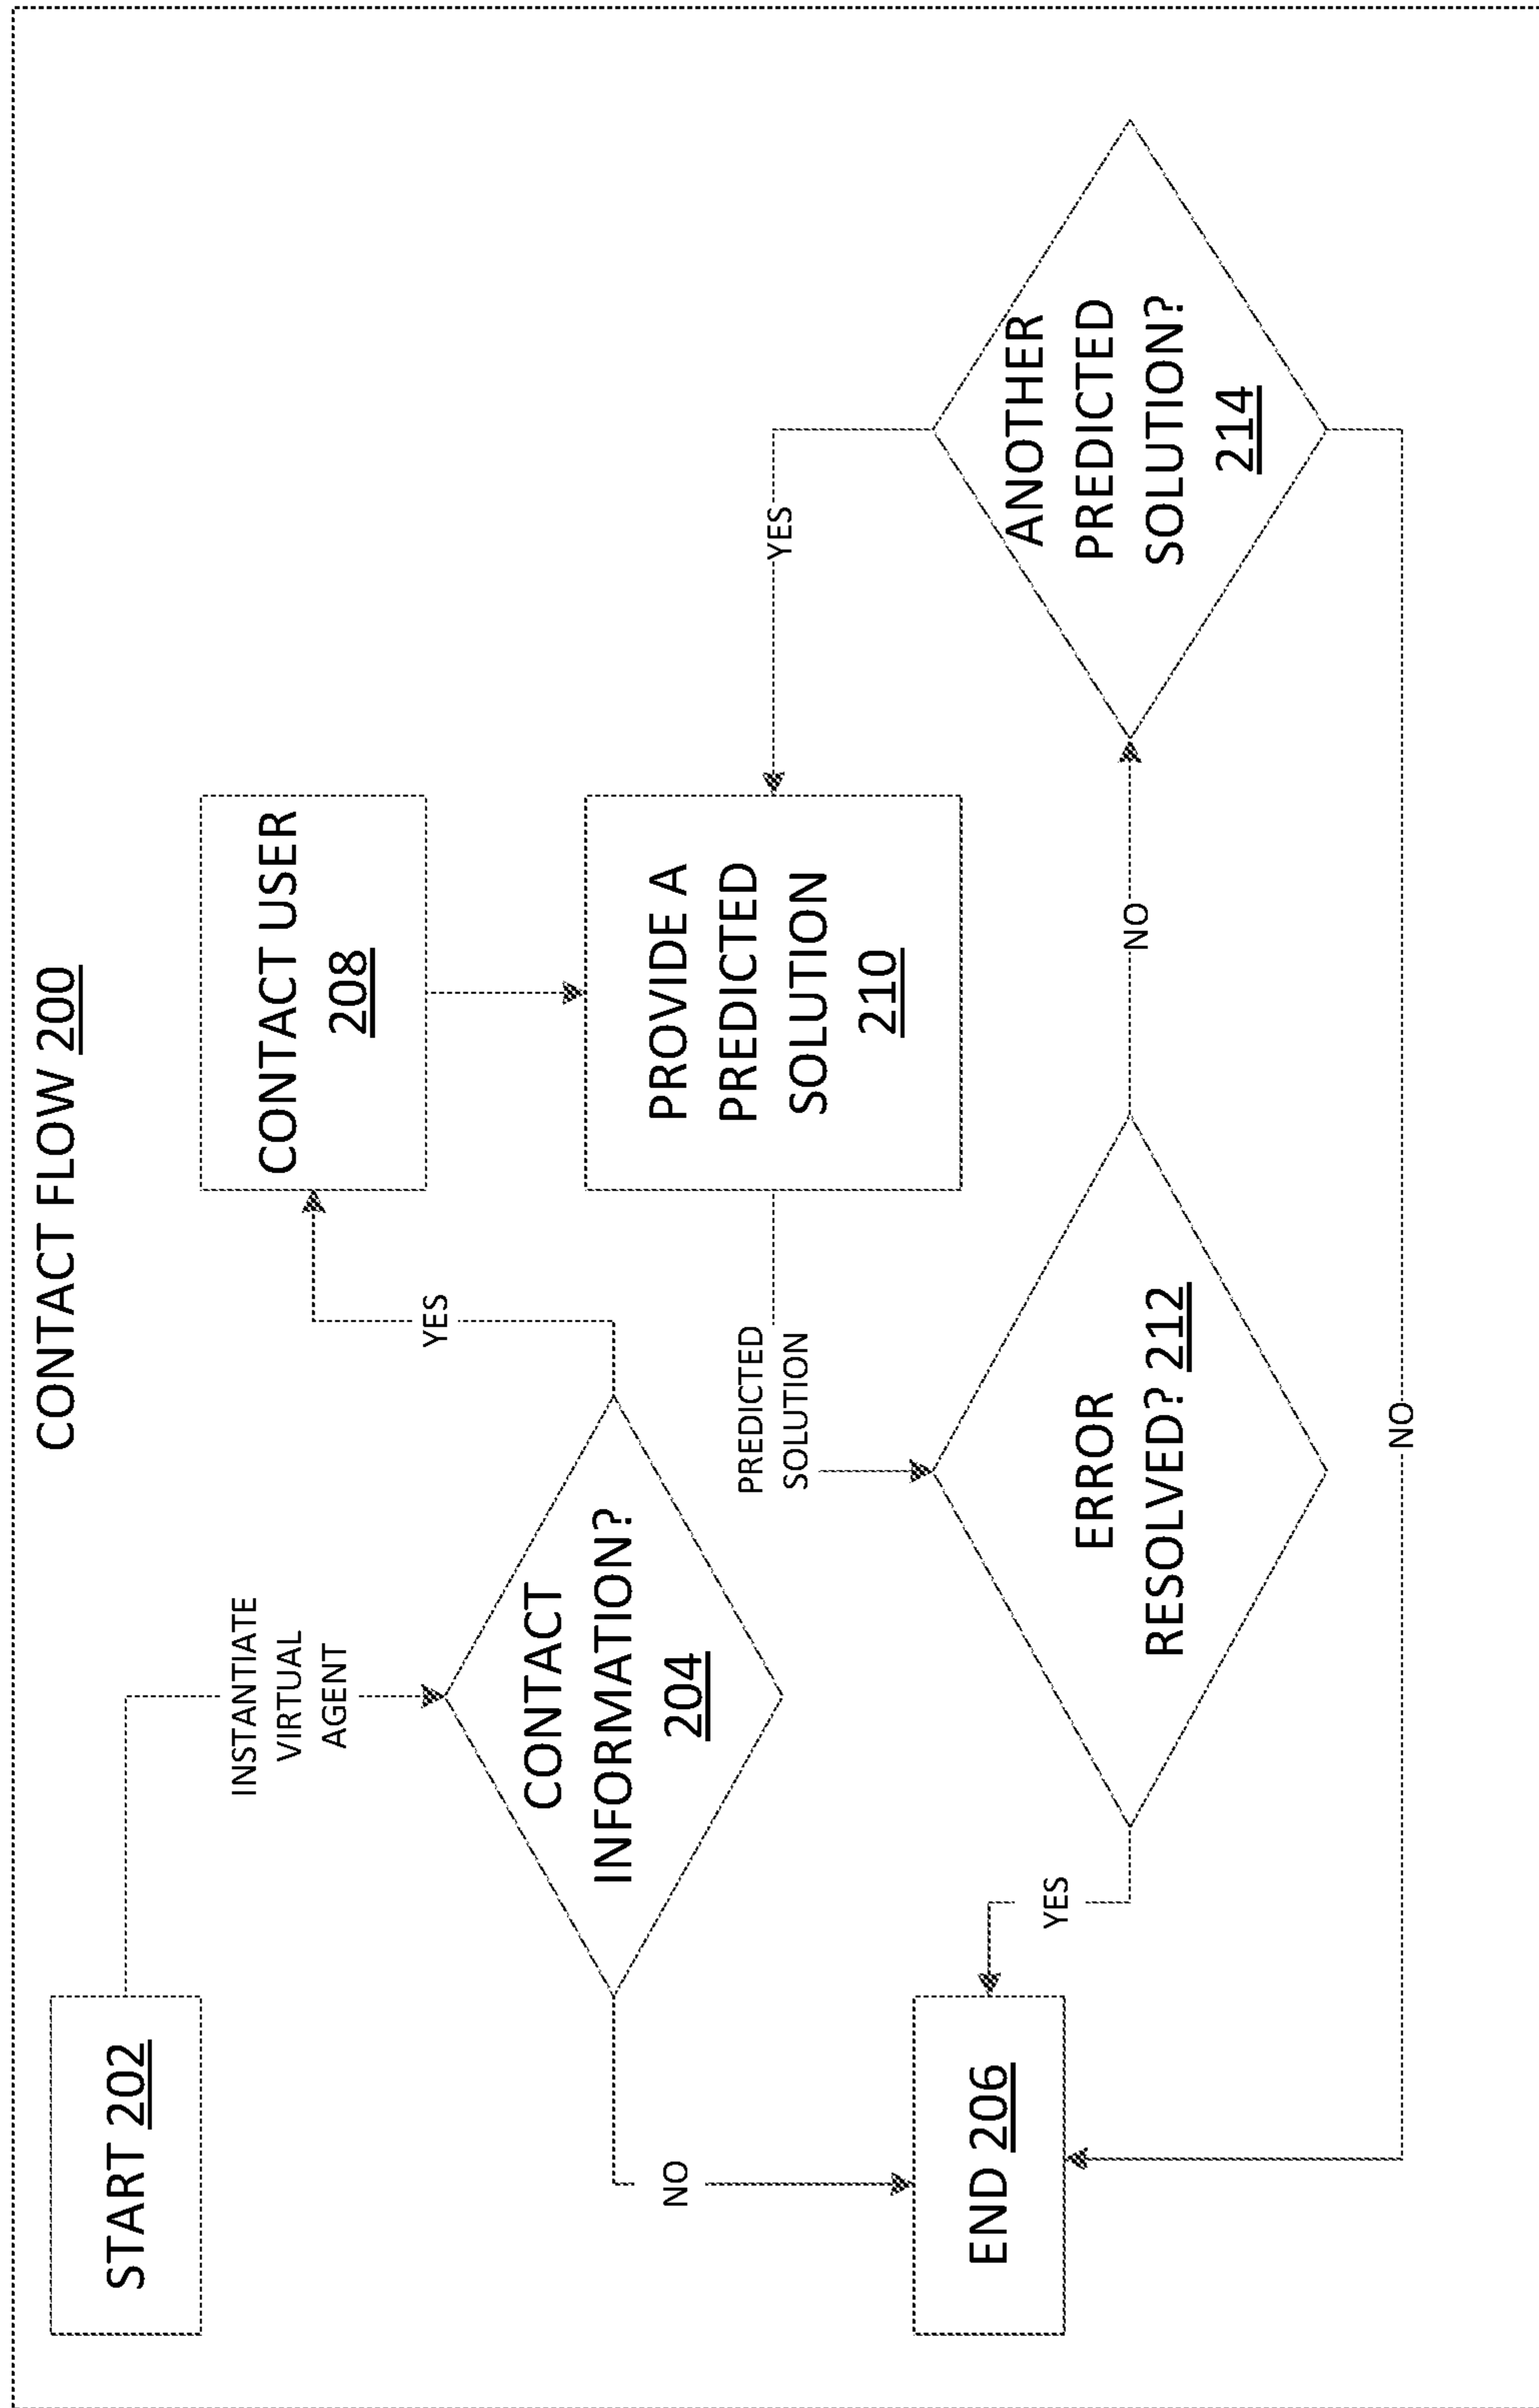 CONTACT FLOW 200
START 202
INSTANTIATE
VIRTUAL
AGENT
CONTACT
INFORMATION?
204
YES
NO
CONTACT USER
208
PROVIDE A
PREDICTED
SOLUTION
210
PREDICTED
SOLUTION
YES
END 206
YES
ERROR
RESOLVED? 212
NO
ANOTHER
PREDICTED
SOLUTION?
214
NO